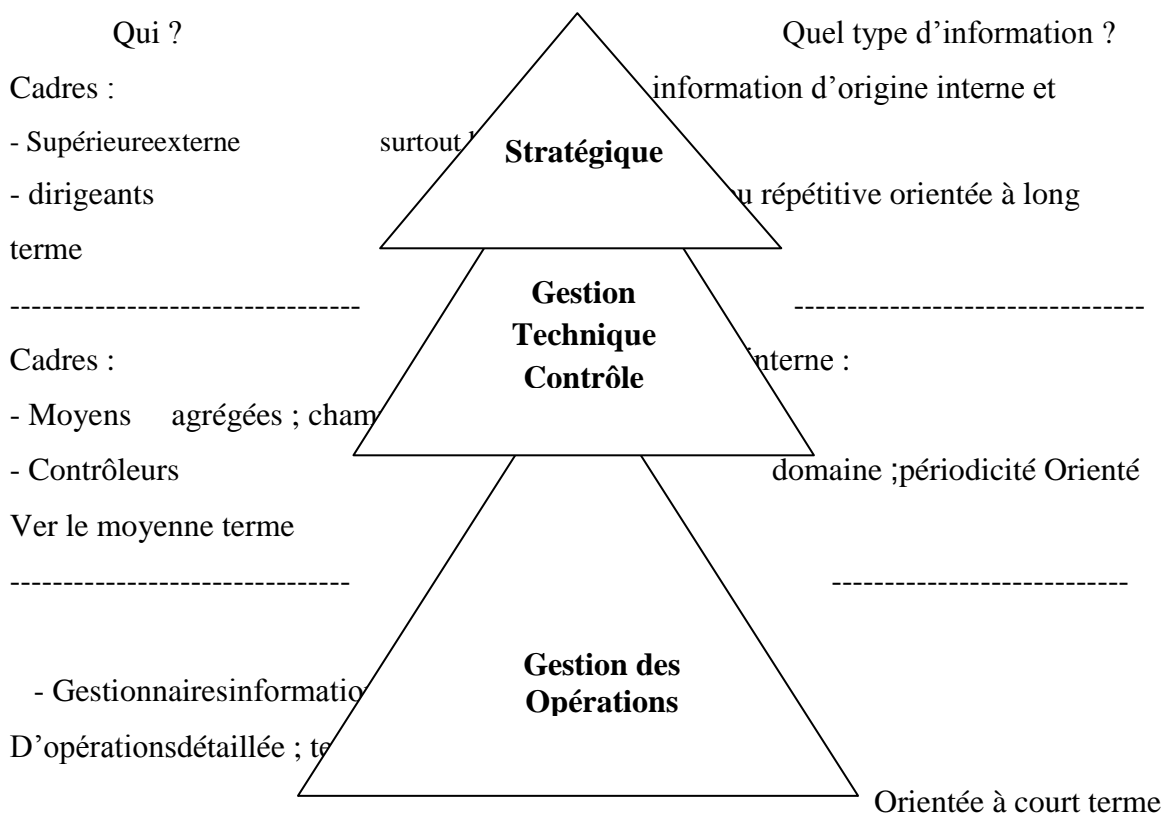 Qui ? Quel type d’information ?
Cadres : information d’origine interne et
- Supérieureexterne surtout Stratégique
- dirigeants répétitive orientée à long
terme
--------------------------------- Gestion ---------------------------------
Technique
Cadres : Contrôle :
- Moyens agrégées ;
- Contrôleurs domaine ;périodicité Orienté
Ver le moyenne terme
-------------------------------- ----------------------------
Gestion des
- Opérations
D’opérationsdétaillée ;
Orientée à court terme